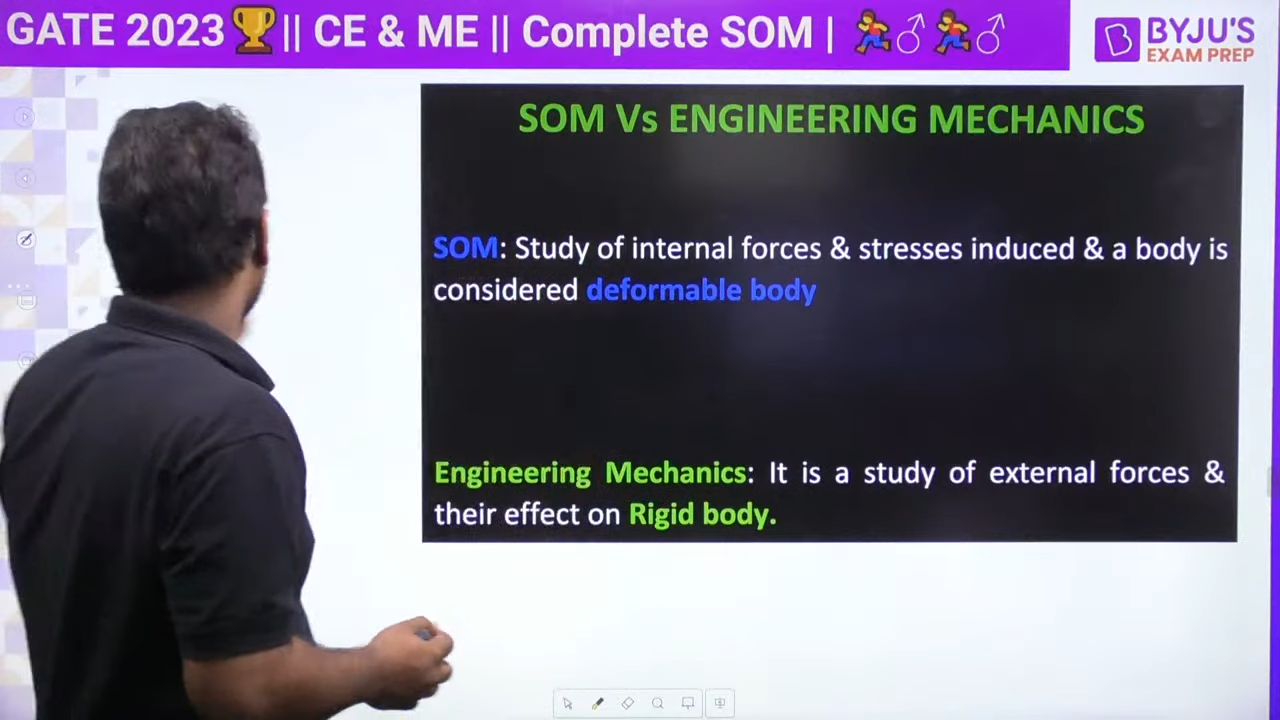 GATE 2023🏆|| CE & ME || Complete SOM | 🏃♂🏃♂
BYJU'S
EXAM PREP
SOM Vs ENGINEERING MECHANICS
SOM: Study of internal forces & stresses induced & a body is
considered deformable body
Engineering Mechanics: It is a study of external forces &
their effect on Rigid body.